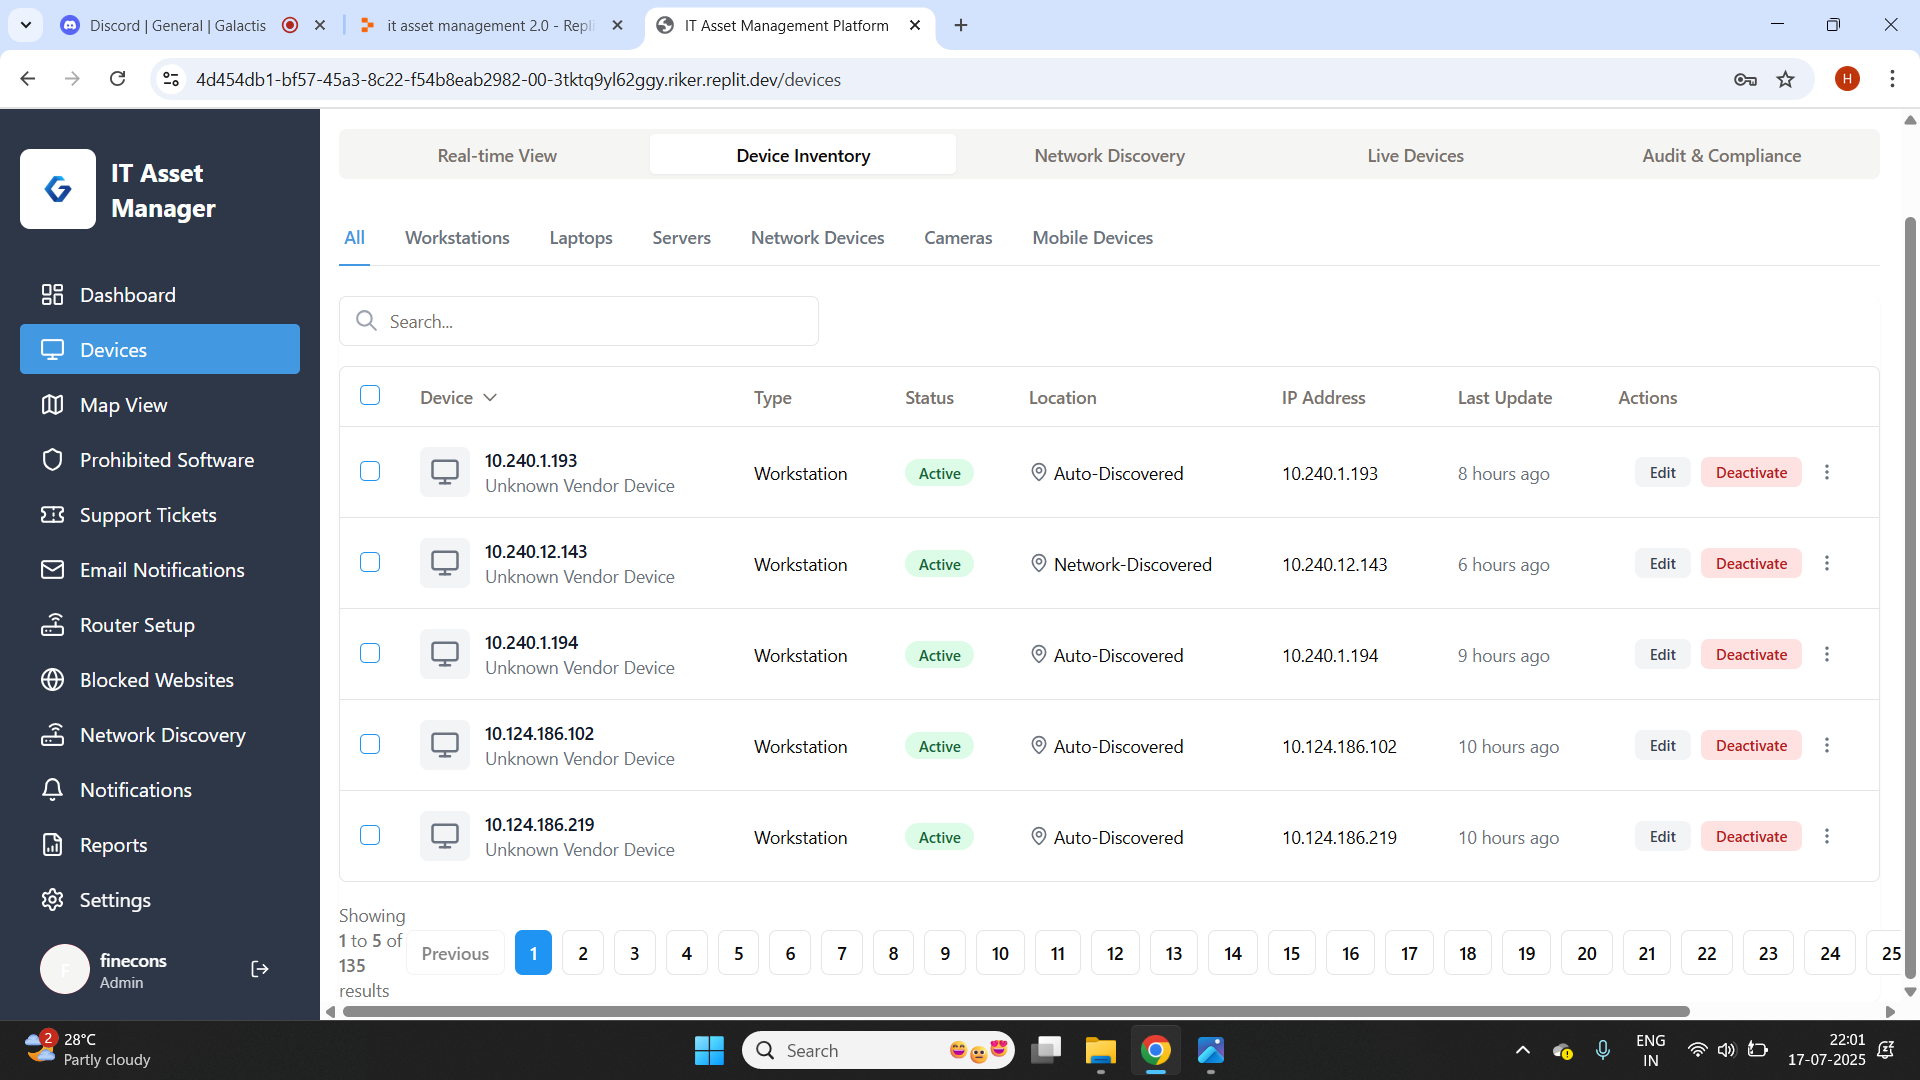 Discord | General | Galactis
it asset management 2.0 - Repli
IT Asset Management Platform
4d454db1-bf57-45a3-8c22-f54b8eab2982-00-3tktq9yl62ggy.riker.replit.dev/devices
H
IT Asset
Manager
Dashboard
Devices
Map View
Prohibited Software
Support Tickets
Email Notifications
Router Setup
Blocked Websites
Network Discovery
Notifications
Reports
Settings
F
finecons
Admin
Real-time View
Device Inventory
Network Discovery
Live Devices
Audit & Compliance
All
Workstations
Laptops
Servers
Network Devices
Cameras
Mobile Devices
Search...
Device Type Status Location IP Address Last Update Actions
10.240.1.193
Unknown Vendor Device
Workstation Active Auto-Discovered 10.240.1.193 8 hours ago Edit Deactivate
10.240.12.143
Unknown Vendor Device
Workstation Active Network-Discovered 10.240.12.143 6 hours ago Edit Deactivate
10.240.1.194
Unknown Vendor Device
Workstation Active Auto-Discovered 10.240.1.194 9 hours ago Edit Deactivate
10.124.186.102
Unknown Vendor Device
Workstation Active Auto-Discovered 10.124.186.102 10 hours ago Edit Deactivate
10.124.186.219
Unknown Vendor Device
Workstation Active Auto-Discovered 10.124.186.219 10 hours ago Edit Deactivate
Showing
1 to 5 of
135
results
Previous 1 2 3 4 5 6 7 8 9 10 11 12 13 14 15 16 17 18 19 20 21 22 23 24 25
2
28°C
Partly cloudy
Search
ENG
IN
22:01
17-07-2025